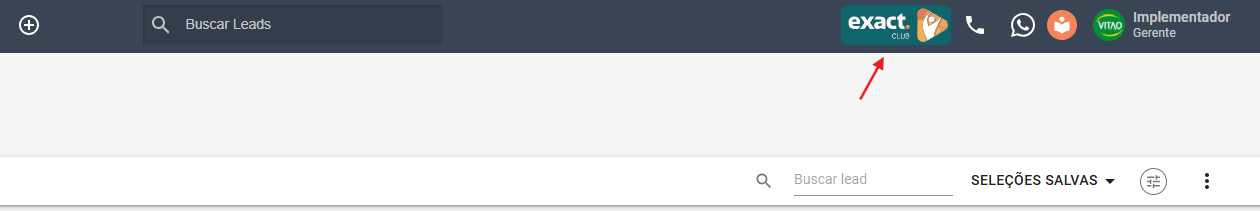 Buscar Leads
exact.
CLUB
VITAO
Implementador
Gerente
Buscar lead
SELEÇÕES SALVAS